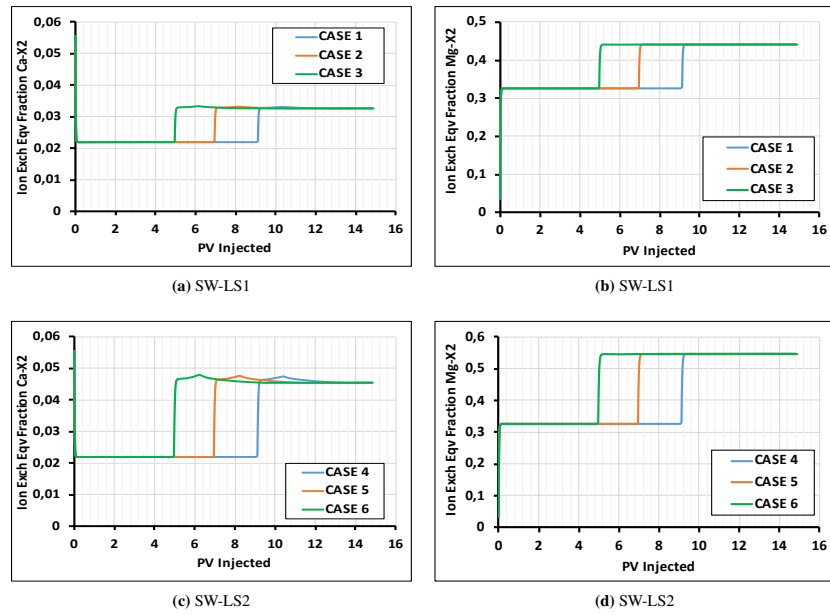 Ion Exch Eqv Fraction Ca-X2
0,06
0,05
0,04
0,03
0,02
0,01
0
CASE 1
CASE 2
CASE 3
0 2 4 6 8 10 12 14 16
PV Injected
(a) SW-LS1
Ion Exch Eqv Fraction Mg-X2
0,5
0,4
0,3
0,2
0,1
0
CASE 1
CASE 2
CASE 3
0 2 4 6 8 10 12 14 16
PV Injected
(b) SW-LS1
Ion Exch Eqv Fraction Ca-X2
0,06
0,05
0,04
0,03
0,02
0,01
0
CASE 4
CASE 5
CASE 6
0 2 4 6 8 10 12 14 16
PV Injected
(c) SW-LS2
Ion Exch Eqv Fraction Mg-X2
0,6
0,5
0,4
0,3
0,2
0,1
0
CASE 4
CASE 5
CASE 6
0 2 4 6 8 10 12 14 16
PV Injected
(d) SW-LS2